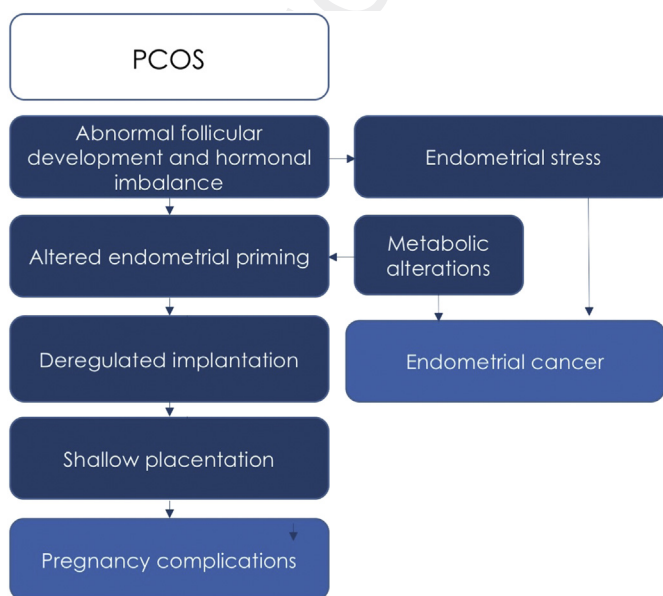 PCOS
Abnormal follicular
development and hormonal
imbalance
Endometrial stress
Altered endometrial priming
Metabolic
alterations
Deregulated implantation
Endometrial cancer
Shallow placentation
Pregnancy complications